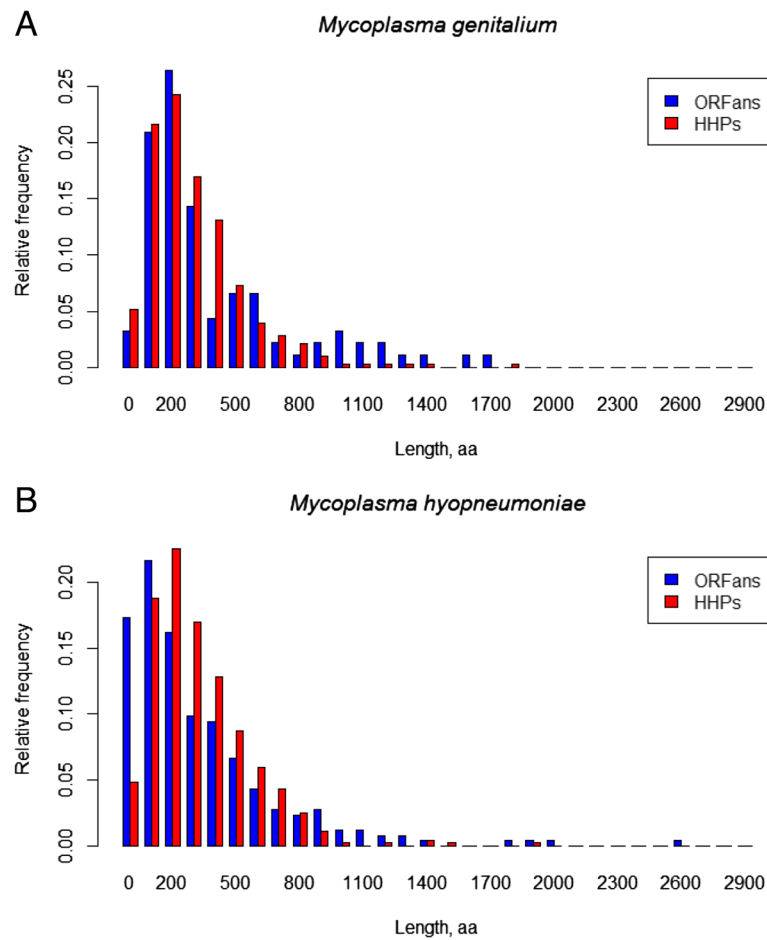 A
Mycoplasma genitalium
ORFans
HHPs
Relative frequency
0.25
0.20
0.15
0.10
0.05
0.00
0 200 500 800 1100 1400 1700 2000 2300 2600 2900
Length, aa
B
Mycoplasma hyopneumoniae
ORFans
HHPs
Relative frequency
0.20
0.15
0.10
0.05
0.00
0 200 500 800 1100 1400 1700 2000 2300 2600 2900
Length, aa